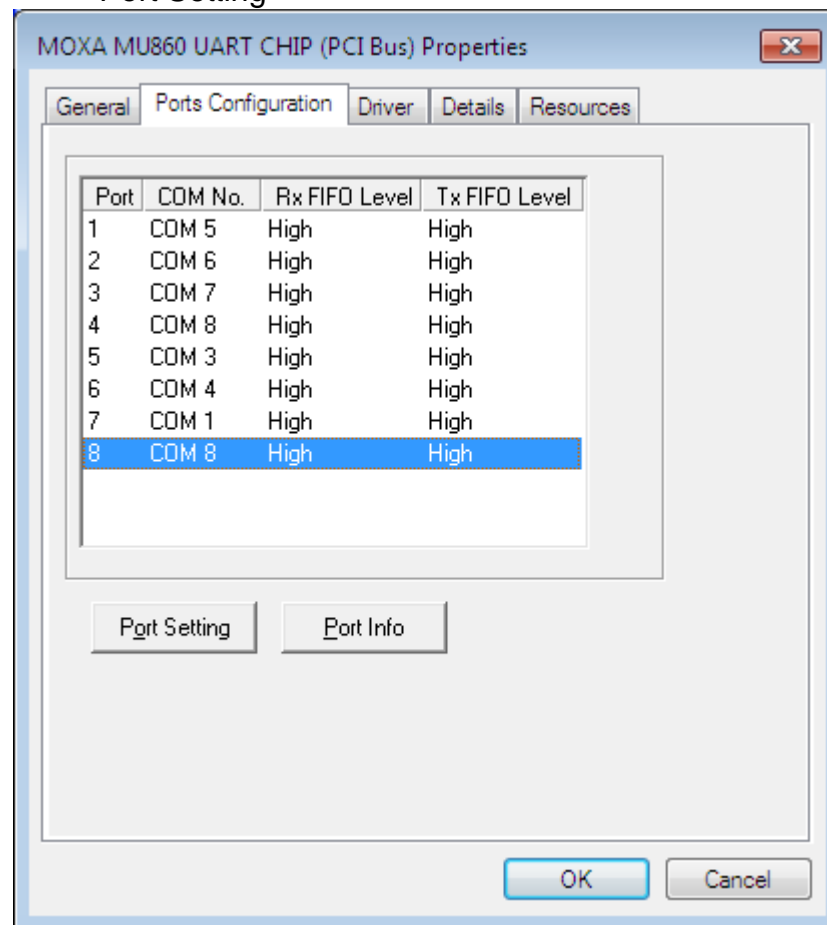 Port Setting
MOXA MU860 UART CHIP (PCI Bus) Properties
General Ports Configuration Driver Details Resources
Port COM No. Rx FIFO Level Tx FIFO Level
1 COM 5 High High
2 COM 6 High High
3 COM 7 High High
4 COM 8 High High
5 COM 3 High High
6 COM 4 High High
7 COM 1 High High
8 COM 8 High High
Port Setting Port Info
OK Cancel